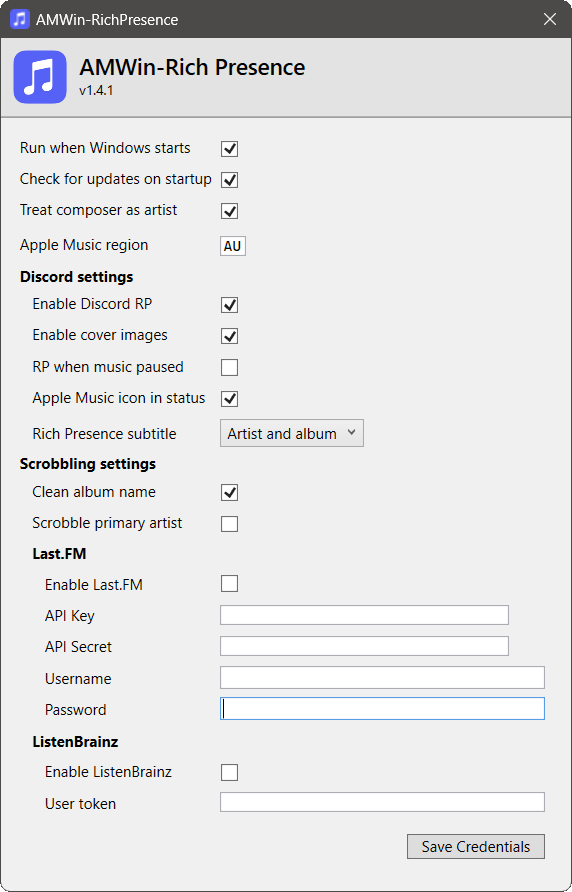 AMWin-RichPresence
AMWin-Rich Presence
v1.4.1
Run when Windows starts
Check for updates on startup
Treat composer as artist
Apple Music region AU
Discord settings
Enable Discord RP
Enable cover images
RP when music paused
Apple Music icon in status
Rich Presence subtitle Artist and album
Scrobbling settings
Clean album name
Scrobble primary artist
Last.FM
Enable Last.FM
API Key
API Secret
Username
Password
ListenBrainz
Enable ListenBrainz
User token
Save Credentials